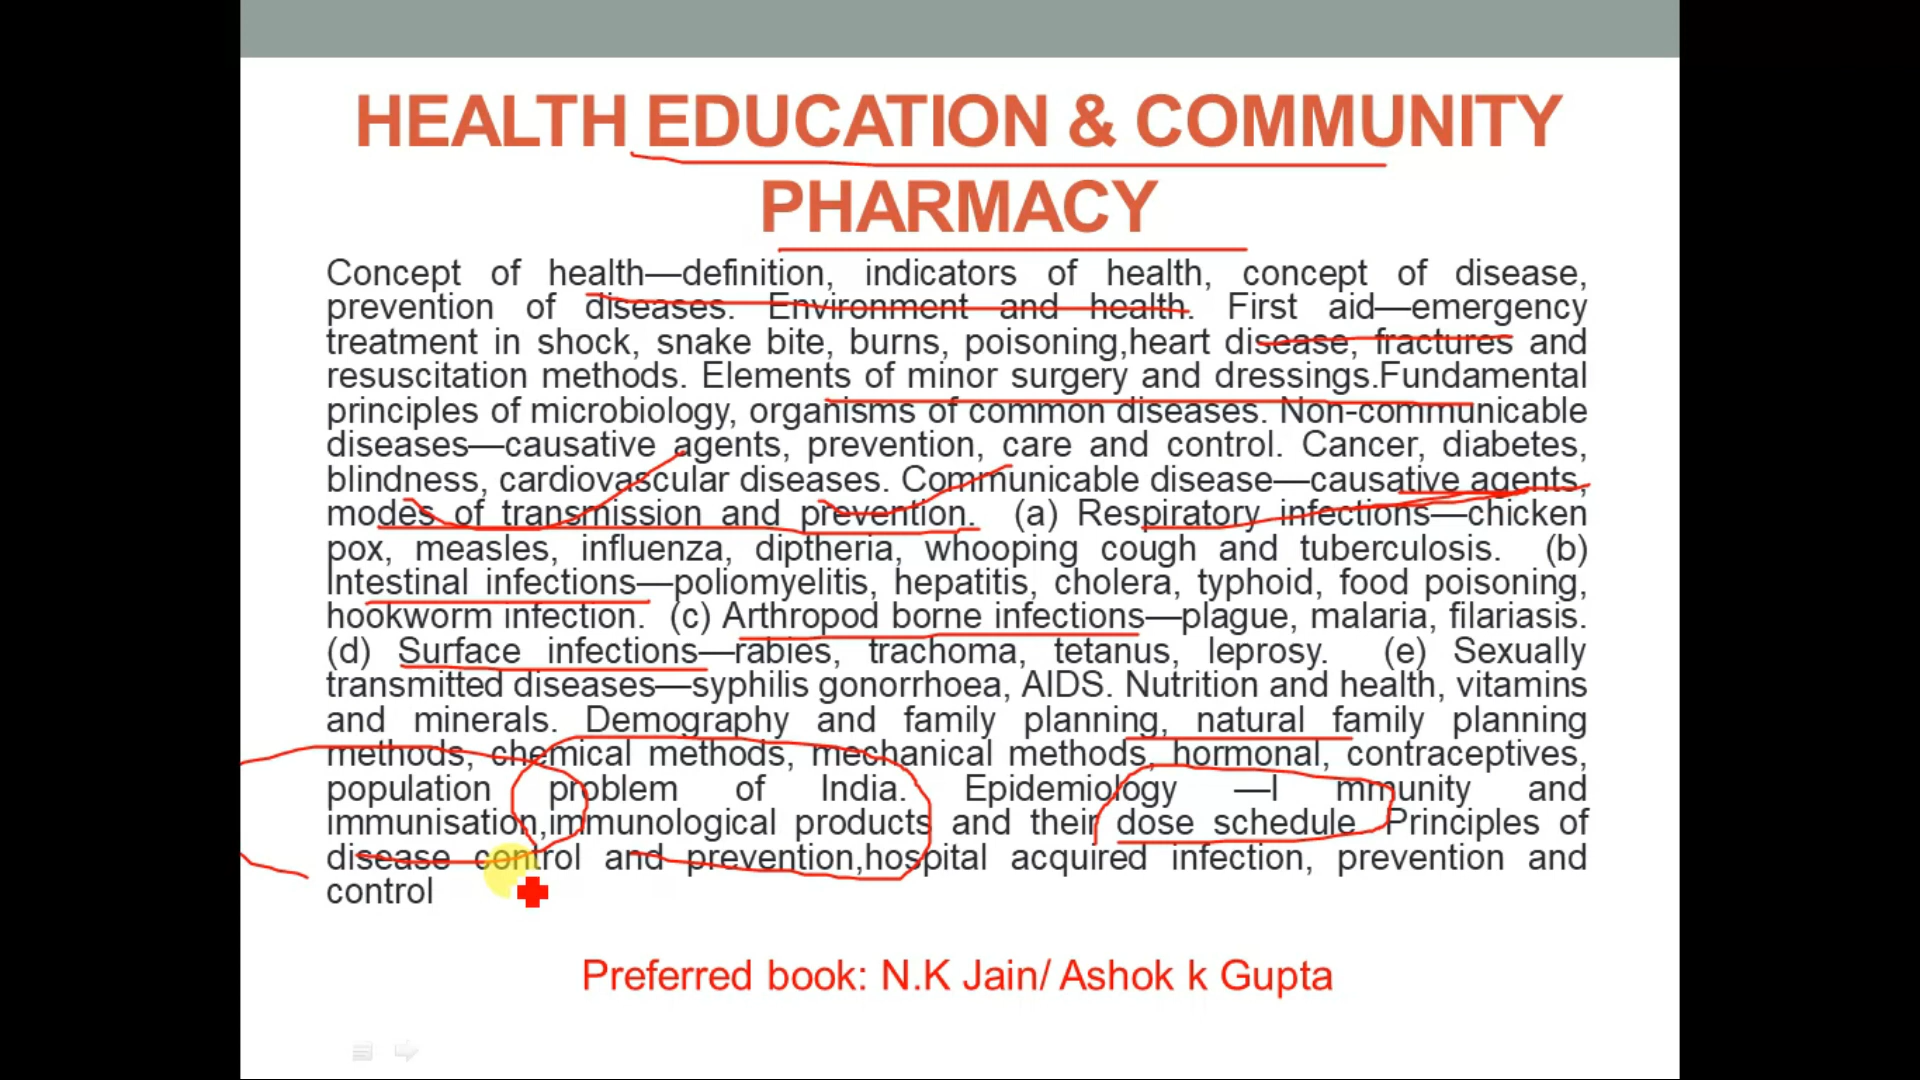 HEALTH EDUCATION & COMMUNITY
PHARMACY
Concept of health—definition, indicators of health, concept of disease,
prevention of diseases. Environment and health. First aid—emergency
treatment in shock, snake bite, burns, poisoning,heart disease, fractures and
resuscitation methods. Elements of minor surgery and dressings.Fundamental
principles of microbiology, organisms of common diseases. Non-communicable
diseases—causative agents, prevention, care and control. Cancer, diabetes,
blindness, cardiovascular diseases. Communicable disease—causative agents,
modes of transmission and prevention. (a) Respiratory infections—chicken
pox, measles, influenza, diptheria, whooping cough and tuberculosis. (b)
Intestinal infections—poliomyelitis, hepatitis, cholera, typhoid, food poisoning,
hookworm infection. (c) Arthropod borne infections—plague, malaria, filariasis.
(d) Surface infections—rabies, trachoma, tetanus, leprosy. (e) Sexually
transmitted diseases—syphilis gonorrhoea, AIDS. Nutrition and health, vitamins
and minerals. Demography and family planning, natural family planning
methods, chemical methods, mechanical methods, hormonal, contraceptives,
population problem of India. Epidemiology —I mmunity and
immunisation,immunological products and their dose schedule. Principles of
disease control and prevention,hospital acquired infection, prevention and
control
Preferred book: N.K Jain/ Ashok k Gupta